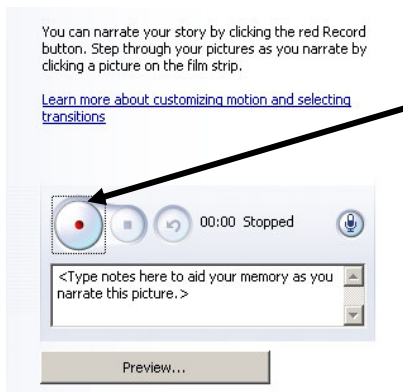 You can narrate your story by clicking the red Record
button. Step through your pictures as you narrate by
clicking a picture on the film strip.
Learn more about customizing motion and selecting
transitions
00:00 Stopped
<Type notes here to aid your memory as you
narrate this picture.>
Preview...